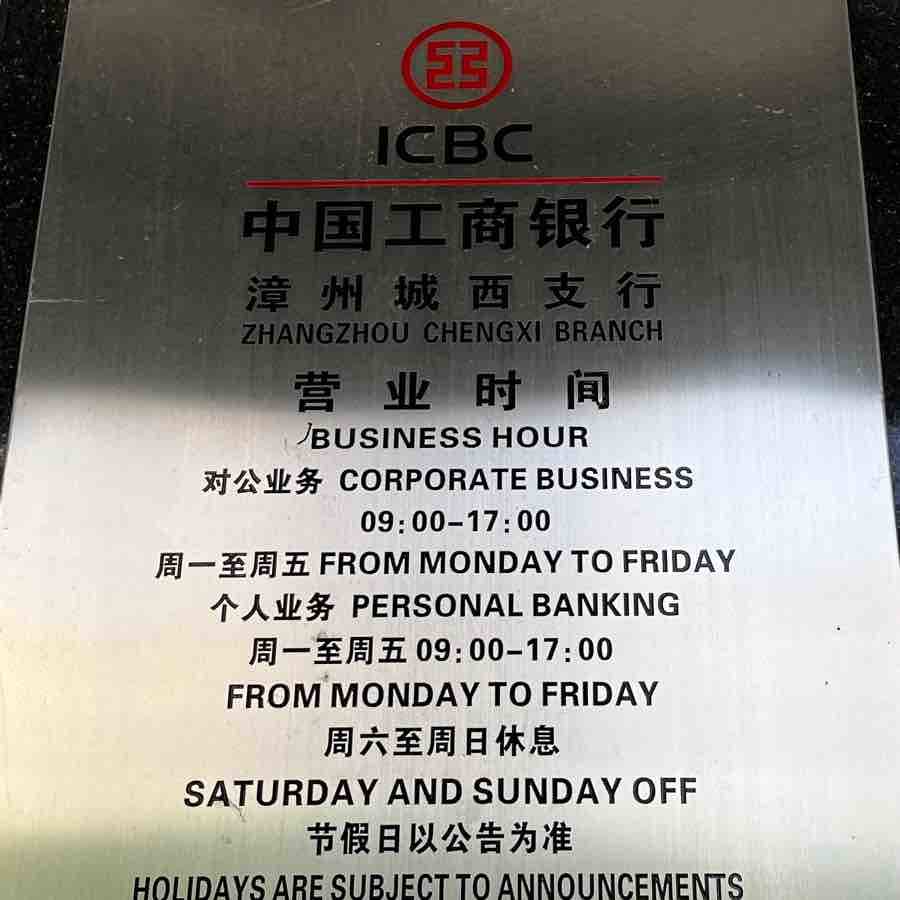 ICBC
中国工商银行
漳州城西支行
ZHANGZHOU CHENGXI BRANCH
营业时间
BUSINESS HOUR
对公业务 CORPORATE BUSINESS
09:00-17:00
周一至周五 FROM MONDAY TO FRIDAY
个人业务 PERSONAL BANKING
周一至周五 09:00-17:00
FROM MONDAY TO FRIDAY
周六至周日休息
SATURDAY AND SUNDAY OFF
节假日以公告为准
HOLIDAYS ARE SUBJECT TO ANNOUNCEMENTS